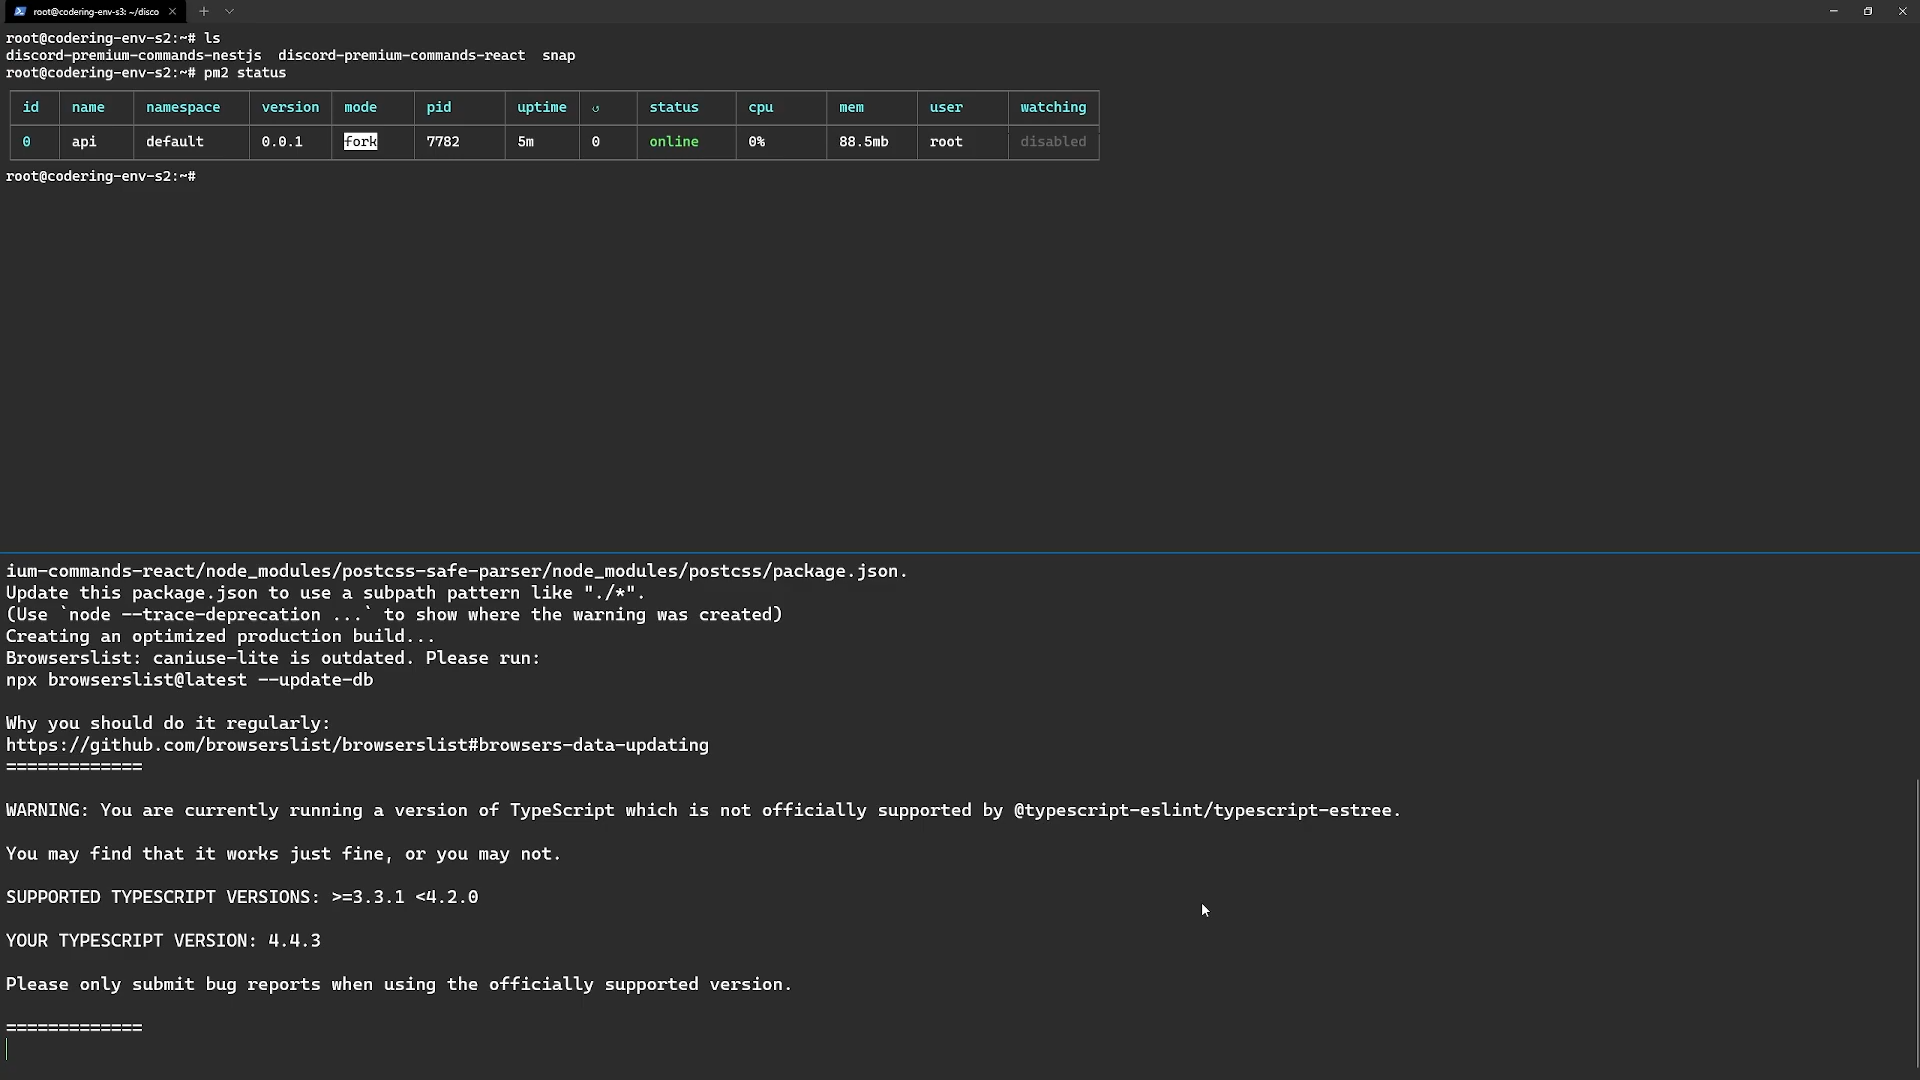 root@codering-env-s3: ~/disco
root@codering-env-s2:~# ls
discord-premium-commands-nestjs  discord-premium-commands-react  snap
root@codering-env-s2:~# pm2 status
id name namespace version mode pid uptime ↺ status cpu mem user watching
0 api default 0.0.1 fork 7782 5m 0 online 0% 88.5mb root disabled
root@codering-env-s2:~#
ium-commands-react/node_modules/postcss-safe-parser/node_modules/postcss/package.json.
Update this package.json to use a subpath pattern like "./*".
(Use `node --trace-deprecation ...` to show where the warning was created)
Creating an optimized production build...
Browserslist: caniuse-lite is outdated. Please run:
npx browserslist@latest --update-db
Why you should do it regularly:
https://github.com/browserslist/browserslist#browsers-data-updating
=============
WARNING: You are currently running a version of TypeScript which is not officially supported by @typescript-eslint/typescript-estree.
You may find that it works just fine, or you may not.
SUPPORTED TYPESCRIPT VERSIONS: >=3.3.1 <4.2.0
YOUR TYPESCRIPT VERSION: 4.4.3
Please only submit bug reports when using the officially supported version.
=============